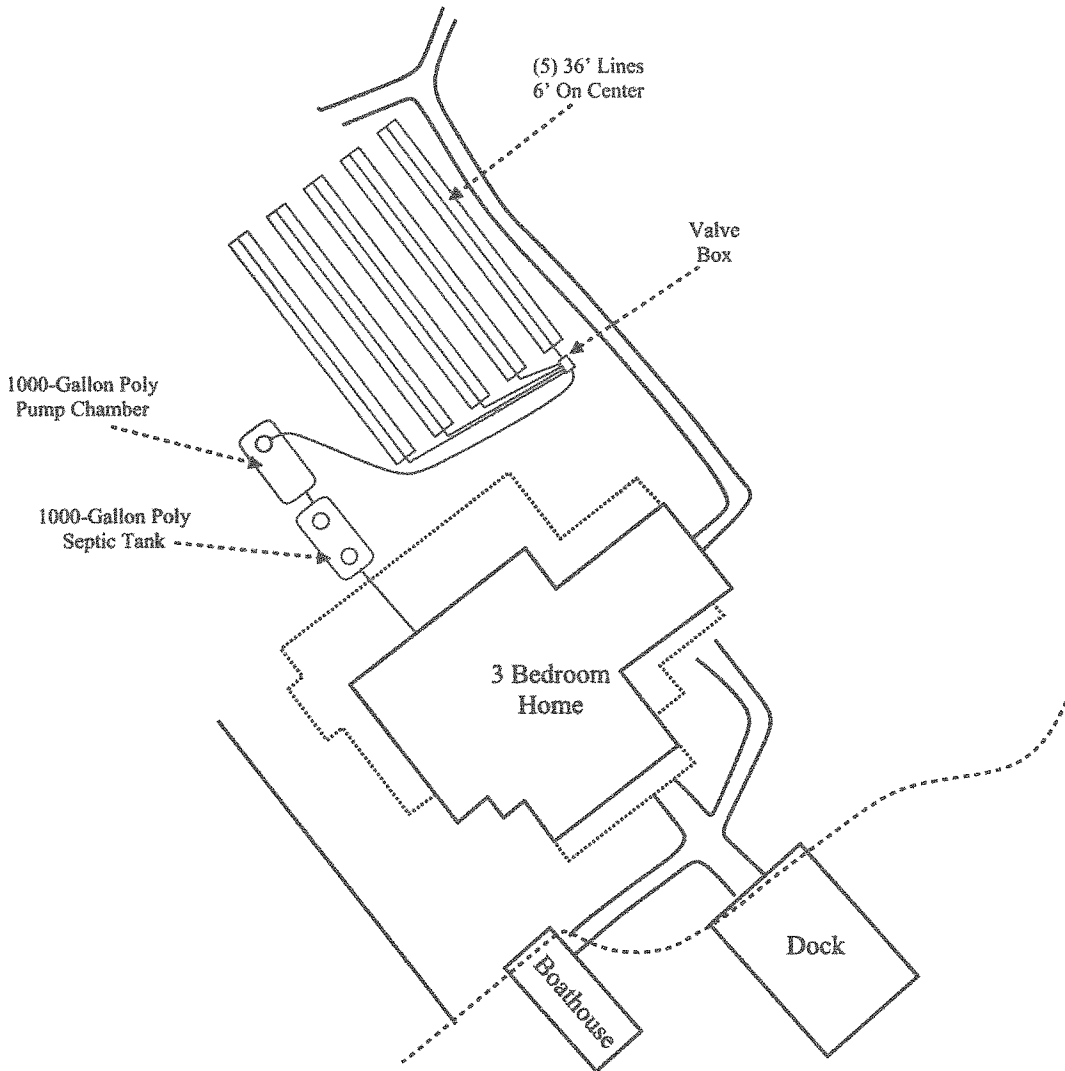 (5) 36' Lines
6' On Center
Valve
Box
1000-Gallon Poly
Pump Chamber
1000-Gallon Poly
Septic Tank
3 Bedroom
Home
Dock
Boathouse